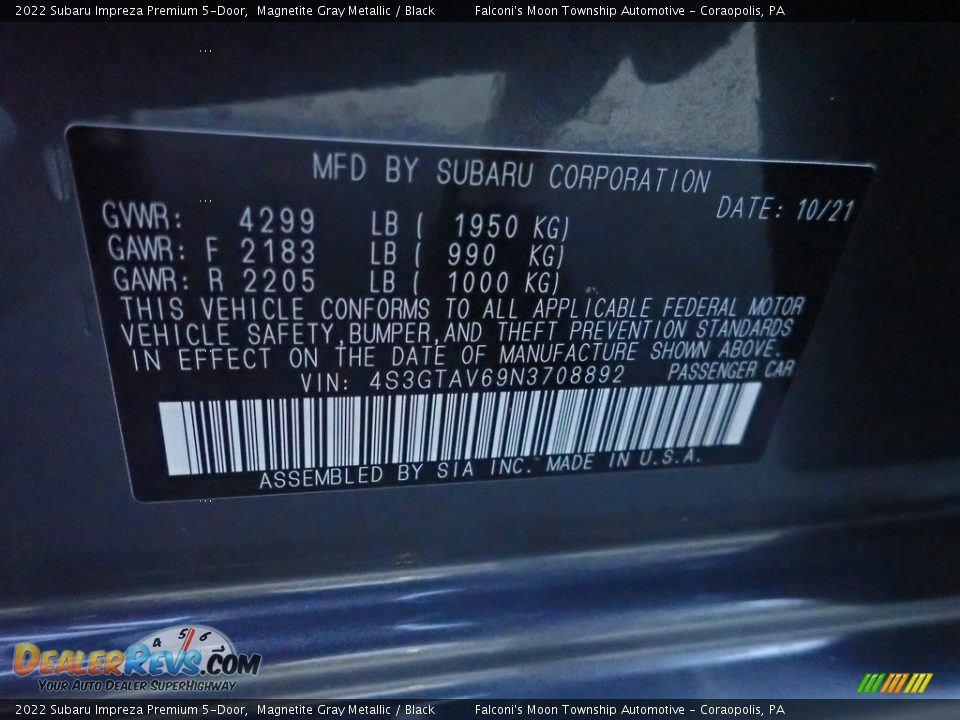 2022 Subaru Impreza Premium 5-Door, Magnetite Gray Metallic / Black Falconi's Moon Township Automotive - Coraopolis, PA
MFD BY SUBARU CORPORATION
DATE: 10/21
GVWR: 4299 LB ( 1950 KG)
GAWR: F 2183 LB ( 990 KG)
GAWR: R 2205 LB ( 1000 KG)
THIS VEHICLE CONFORMS TO ALL APPLICABLE FEDERAL MOTOR
VEHICLE SAFETY,BUMPER,AND THEFT PREVENTION STANDARDS
IN EFFECT ON THE DATE OF MANUFACTURE SHOWN ABOVE.
VIN: 4S3GTAV69N3708892 PASSENGER CAR
ASSEMBLED BY SIA INC. MADE IN U.S.A.
4 5 6 7
DEALERREVS.COM
YOUR AUTO DEALER SUPERHIGHWAY
2022 Subaru Impreza Premium 5-Door, Magnetite Gray Metallic / Black Falconi's Moon Township Automotive - Coraopolis, PA